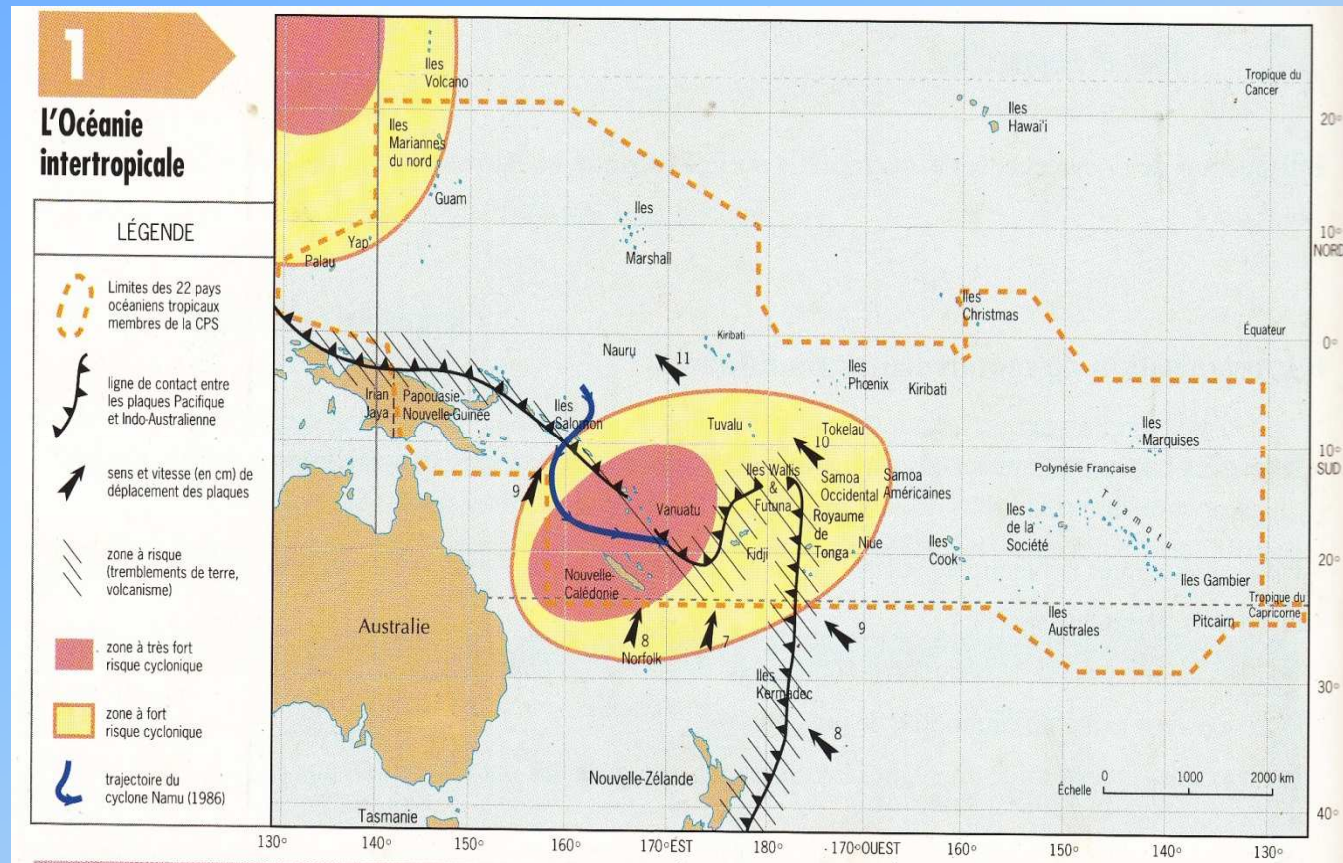 1
L'Océanie
intertropicale
LÉGENDE
Limites des 22 pays
océaniens tropicaux
membres de la CPS
ligne de contact entre
les plaques Pacifique
et Indo-Australienne
sens et vitesse (en cm) de
déplacement des plaques
zone à risque
(tremblements de terre,
volcanisme)
zone à très fort
risque cyclonique
zone à fort
risque cyclonique
trajectoire du
cyclone Namu (1986)
Iles
Volcano
Iles
Mariannes
du nord
Guam
Yap
Palau
Iles
Marshall
Iles
Hawai'i
Tropique du
Cancer
20°
10°
NORD
Iles
Christmas
Équateur
0°
Kiribati
Nauru
11
Iles
Phœnix
Kiribati
Irian
Jaya
Papouasie
Nouvelle-Guinée
Iles
Salomon
Tuvalu
Tokelau
10
Iles
Marquises
10°
SUD
9
Iles Wallis
&
Futuna
Samoa
Occidental
Samoa
Américaines
Polynésie Française
Vanuatu
Royaume
de
Tonga
Tuamotu
Iles
de la
Société
Fidji
Niue
Iles
Cook
20°
Nouvelle-
Calédonie
Iles Gambier
Tropique du
Capricorne
Australie
8
7
9
Norfolk
Iles
Australes
Pitcairn
Iles
Kermadec
30°
8
Nouvelle-Zélande
Échelle
0 1000 2000 km
Tasmanie
40°
130° 140° 150° 160° 170°EST 180° -170°OUEST 160° 150° 140° 130°